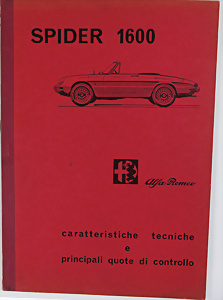 SPIDER 1600
Alfa-Romeo
caratteristiche tecniche
e
principali quote di controllo